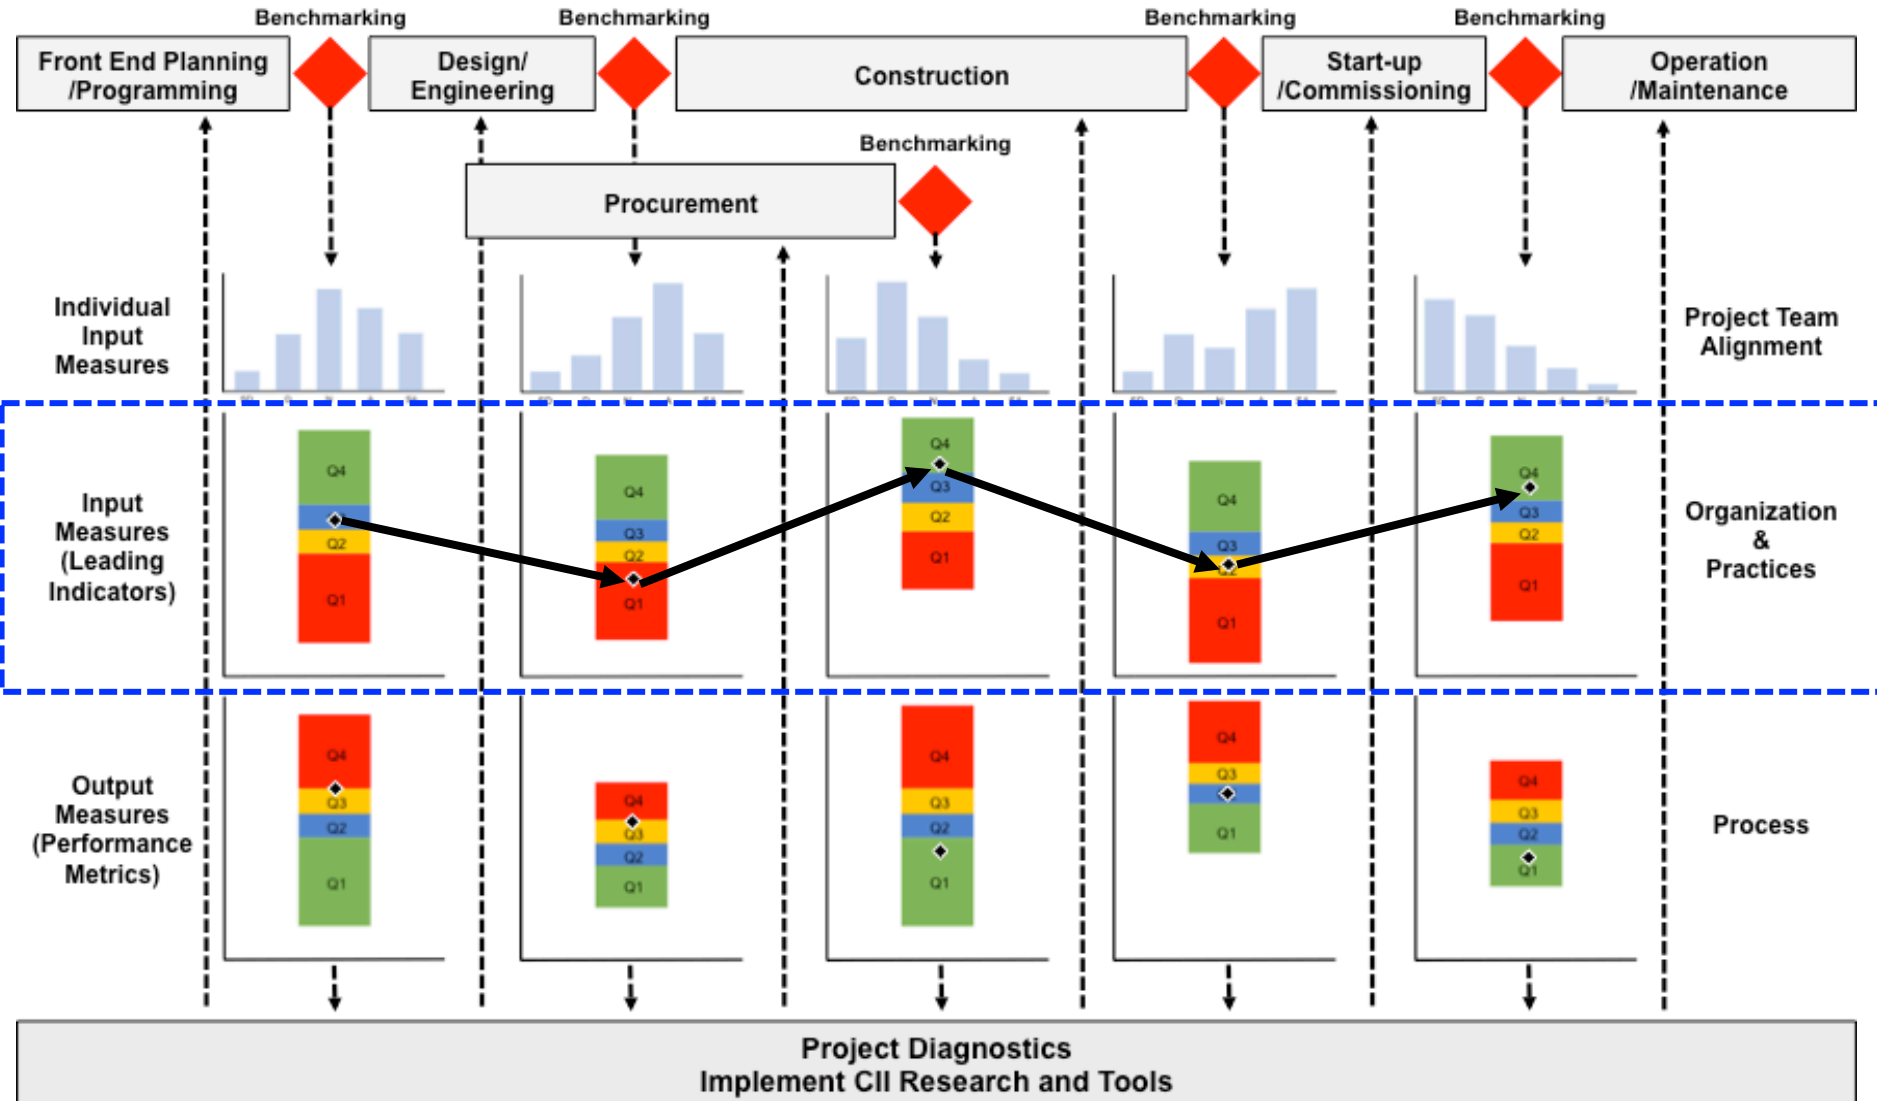 Benchmarking
Benchmarking
Benchmarking
Benchmarking
Front End Planning
/Programming
Design/
Engineering
Construction
Start-up
/Commissioning
Operation
/Maintenance
Benchmarking
Procurement
Individual
Input
Measures
Project Team
Alignment
Input
Measures
(Leading
Indicators)
Q4
Q2
Q1
Q4
Q3
Q2
Q1
Q4
Q3
Q2
Q1
Q4
Q3
Q2
Q1
Q4
Q3
Q2
Q1
Organization
&
Practices
Output
Measures
(Performance
Metrics)
Q4
Q3
Q2
Q1
Q4
Q3
Q2
Q1
Q4
Q3
Q2
Q1
Q4
Q3
Q1
Q4
Q3
Q2
Q1
Process
Project Diagnostics
Implement CII Research and Tools